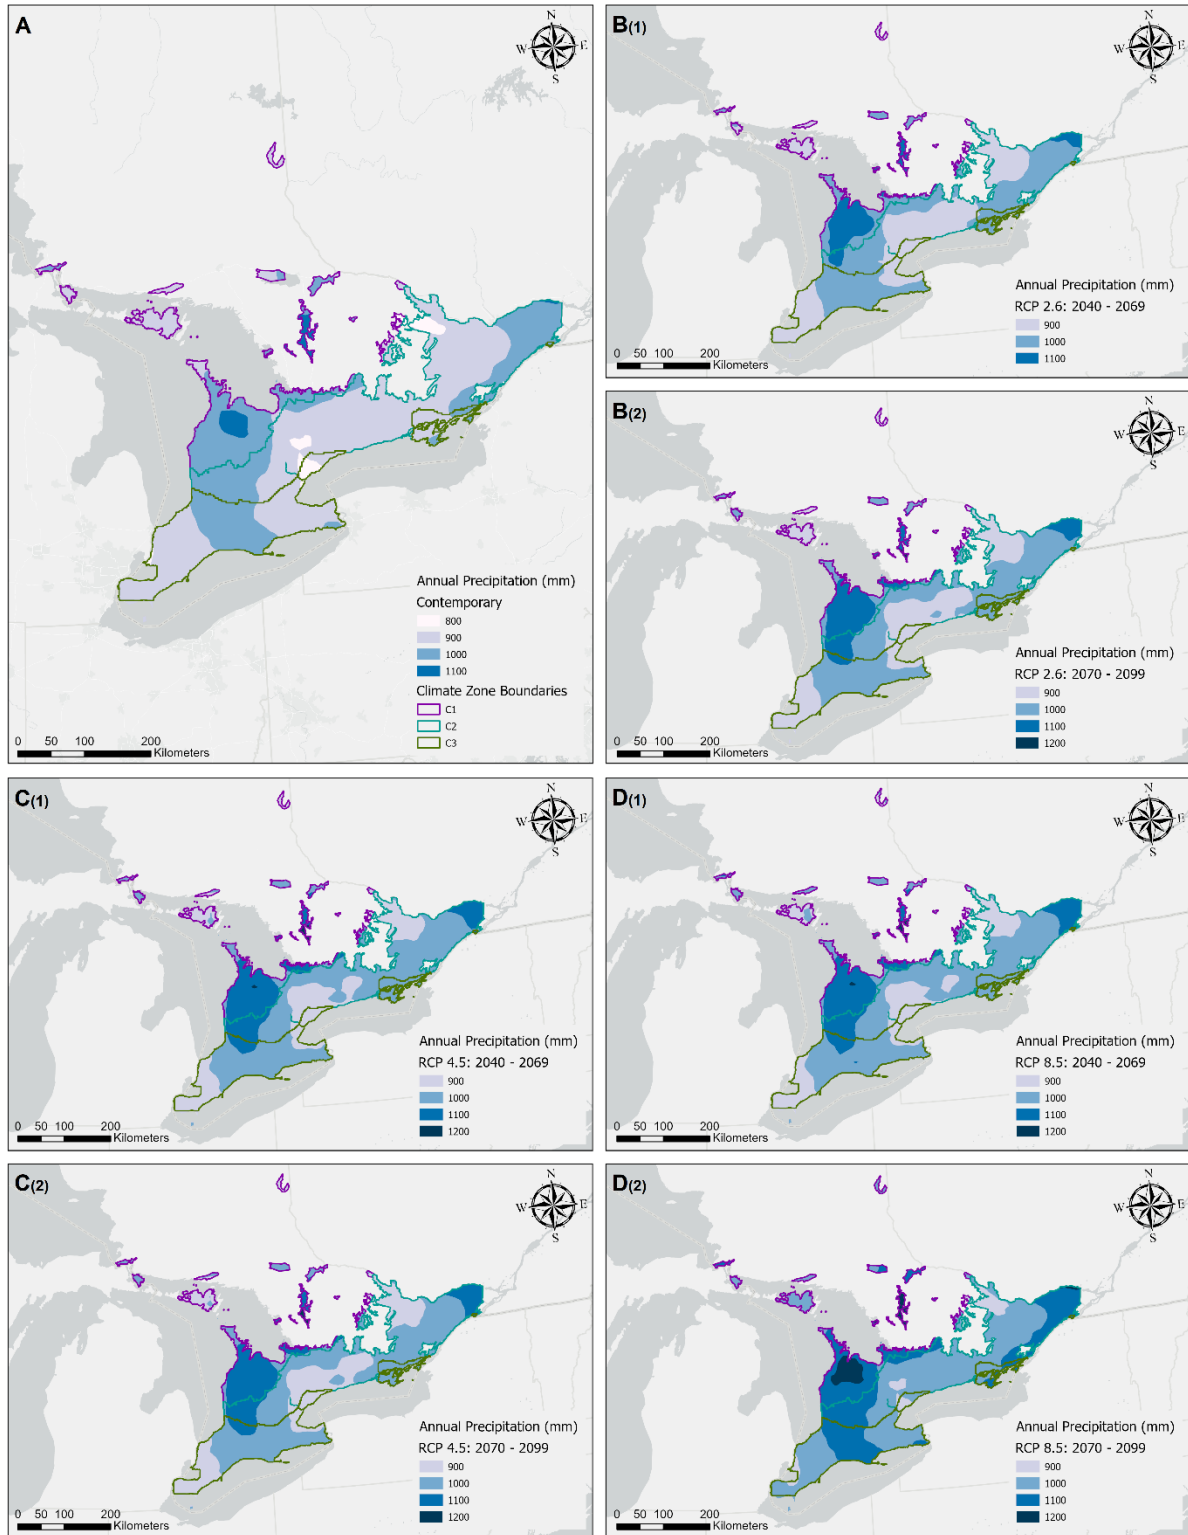 A
N
W
E
S
Annual Precipitation (mm)
Contemporary
800
900
1000
1100
Climate Zone Boundaries
C1
C2
C3
0 50 100 200
Kilometers
B(1)
N
W
E
S
Annual Precipitation (mm)
RCP 2.6: 2040 - 2069
900
1000
1100
0 50 100 200
Kilometers
B(2)
N
W
E
S
Annual Precipitation (mm)
RCP 2.6: 2070 - 2099
900
1000
1100
1200
0 50 100 200
Kilometers
C(1)
N
W
E
S
Annual Precipitation (mm)
RCP 4.5: 2040 - 2069
900
1000
1100
1200
0 50 100 200
Kilometers
D(1)
N
W
E
S
Annual Precipitation (mm)
RCP 8.5: 2040 - 2069
900
1000
1100
1200
0 50 100 200
Kilometers
C(2)
N
W
E
S
Annual Precipitation (mm)
RCP 4.5: 2070 - 2099
900
1000
1100
1200
0 50 100 200
Kilometers
D(2)
N
W
E
S
Annual Precipitation (mm)
RCP 8.5: 2070 - 2099
900
1000
1100
1200
0 50 100 200
Kilometers